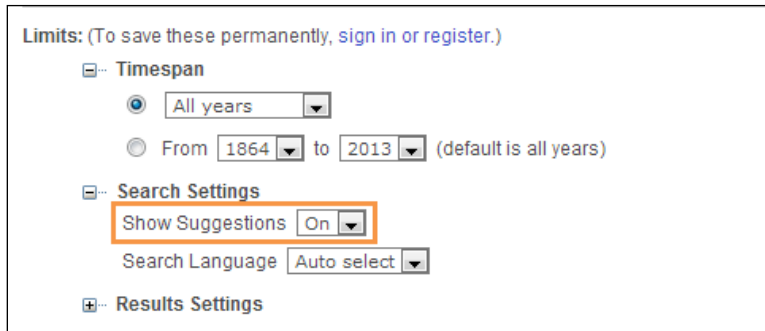 Limits: (To save these permanently, sign in or register.)
Timespan
All years
From 1864 to 2013 (default is all years)
Search Settings
Show Suggestions On
Search Language Auto select
Results Settings